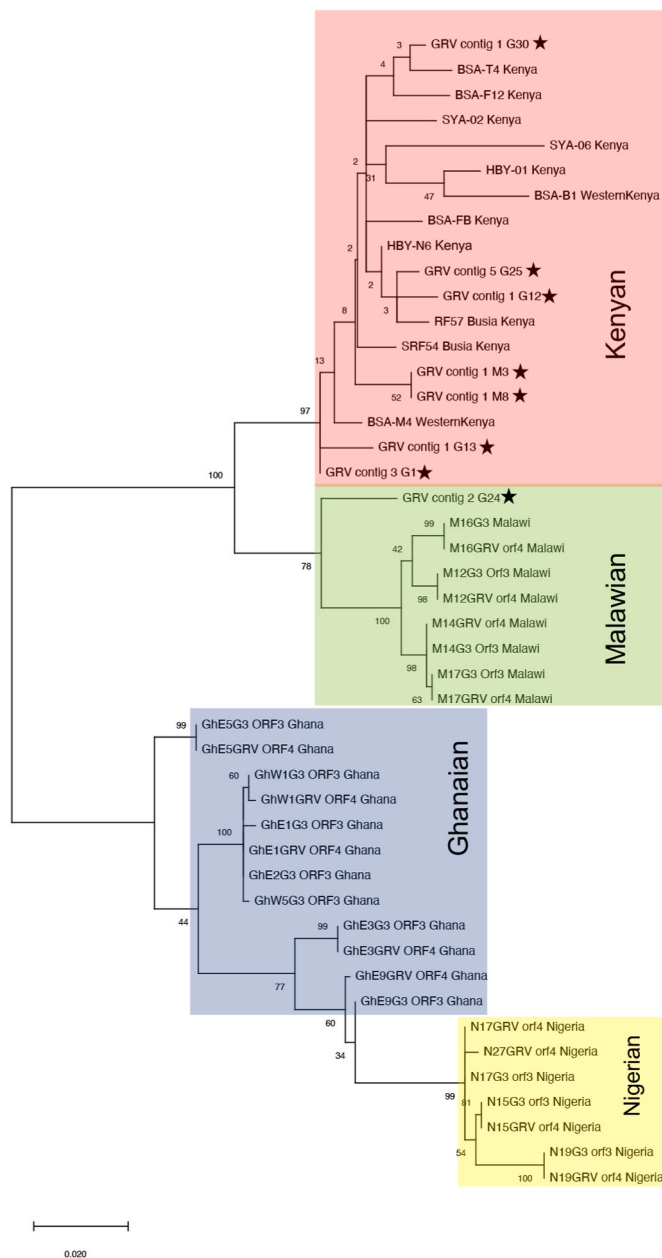 3
GRV contig 1 G30 ★
4
BSA-T4 Kenya
BSA-F12 Kenya
SYA-02 Kenya
2
SYA-06 Kenya
31
HBY-01 Kenya
47
BSA-B1 WesternKenya
BSA-FB Kenya
2
HBY-N6 Kenya
GRV contig 5 G25 ★
2
GRV contig 1 G12 ★
3
RF57 Busia Kenya
8
SRF54 Busia Kenya
13
GRV contig 1 M3 ★
52
GRV contig 1 M8 ★
97
BSA-M4 WesternKenya
GRV contig 1 G13 ★
GRV contig 3 G1 ★
Kenyan
100
GRV contig 2 G24 ★
99
M16G3 Malawi
42
M16GRV orf4 Malawi
78
M12G3 Orf3 Malawi
98
M12GRV orf4 Malawi
100
M14GRV orf4 Malawi
M14G3 Orf3 Malawi
98
M17G3 Orf3 Malawi
63
M17GRV orf4 Malawi
Malawian
99
GhE5G3 ORF3 Ghana
GhE5GRV ORF4 Ghana
60
GhW1G3 ORF3 Ghana
GhW1GRV ORF4 Ghana
100
GhE1G3 ORF3 Ghana
GhE1GRV ORF4 Ghana
GhE2G3 ORF3 Ghana
GhW5G3 ORF3 Ghana
44
99
GhE3G3 ORF3 Ghana
GhE3GRV ORF4 Ghana
77
GhE9GRV ORF4 Ghana
GhE9G3 ORF3 Ghana
60
34
Ghanaian
N17GRV orf4 Nigeria
N27GRV orf4 Nigeria
N17G3 orf3 Nigeria
99
81
N15G3 orf3 Nigeria
N15GRV orf4 Nigeria
54
N19G3 orf3 Nigeria
100
N19GRV orf4 Nigeria
Nigerian
0.020